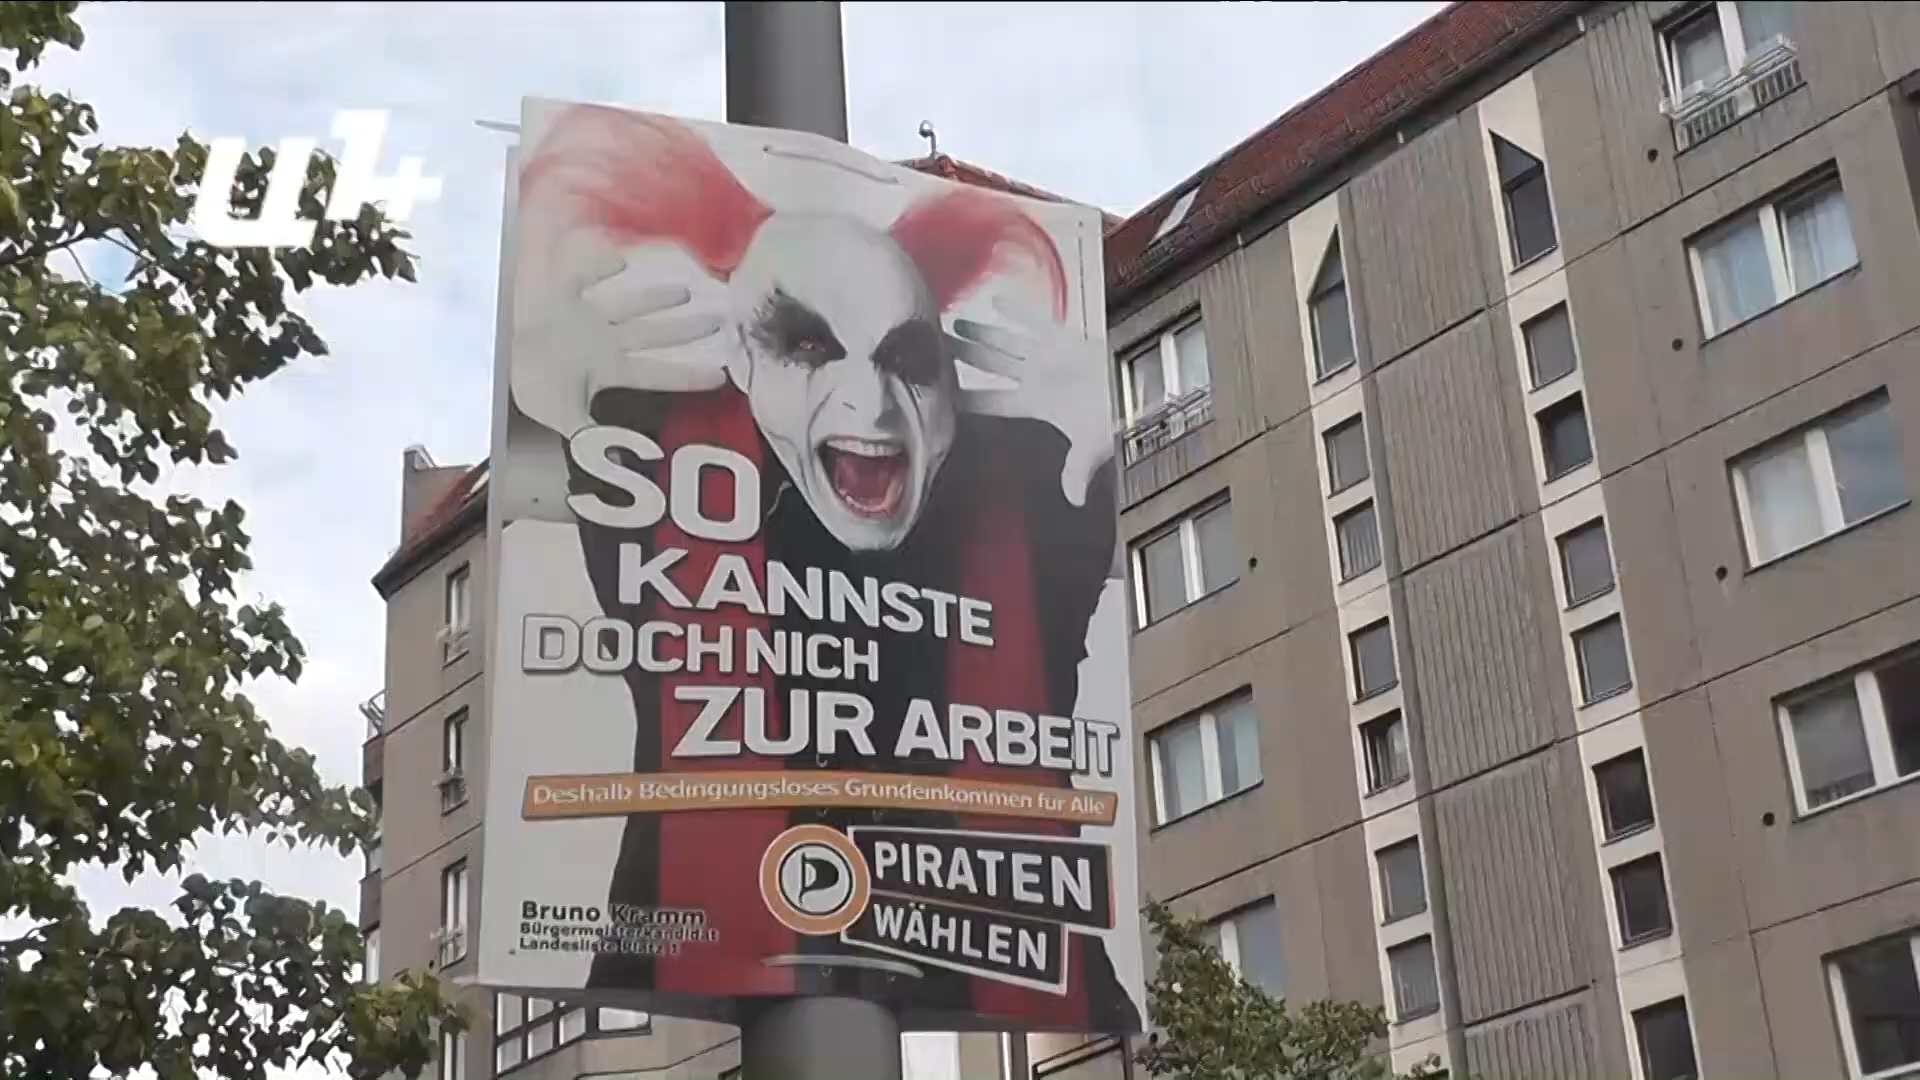 SO
KANNSTE
DOCH NICH
ZUR ARBEIT
Deshalb Bedingungsloses Grundeinkommen für Alle
PIRATEN
WÄHLEN
Bruno Kramm
Bürgermeisterkandidat
Landesliste Platz 1